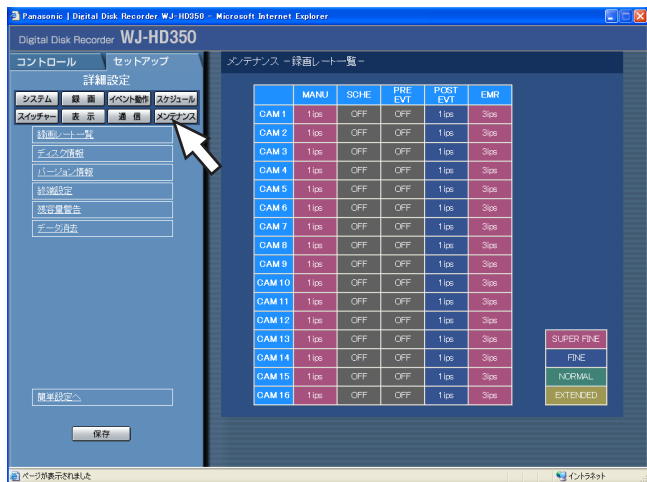 Panasonic | Digital Disk Recorder WJ-HD350 - Microsoft Internet Explorer
Digital Disk Recorder WJ-HD350
コントロール セットアップ
詳細設定
システム 録 画 イベント動作 スケジュール
スイッチャー 表 示 通 信 メンテナンス
録画レート一覧
ディスク情報
バージョン情報
終端設定
残容量警告
データ消去
簡単設定へ
保存
メンテナンス －録画レート一覧－
MANU SCHE PRE EVT POST EVT EMR
CAM 1 1ips OFF OFF 1ips 3ips
CAM 2 1ips OFF OFF 1ips 3ips
CAM 3 1ips OFF OFF 1ips 3ips
CAM 4 1ips OFF OFF 1ips 3ips
CAM 5 1ips OFF OFF 1ips 3ips
CAM 6 1ips OFF OFF 1ips 3ips
CAM 7 1ips OFF OFF 1ips 3ips
CAM 8 1ips OFF OFF 1ips 3ips
CAM 9 1ips OFF OFF 1ips 3ips
CAM 10 1ips OFF OFF 1ips 3ips
CAM 11 1ips OFF OFF 1ips 3ips
CAM 12 1ips OFF OFF 1ips 3ips
CAM 13 1ips OFF OFF 1ips 3ips
CAM 14 1ips OFF OFF 1ips 3ips
CAM 15 1ips OFF OFF 1ips 3ips
CAM 16 1ips OFF OFF 1ips 3ips
SUPER FINE
FINE
NORMAL
EXTENDED
ページが表示されました
イントラネット